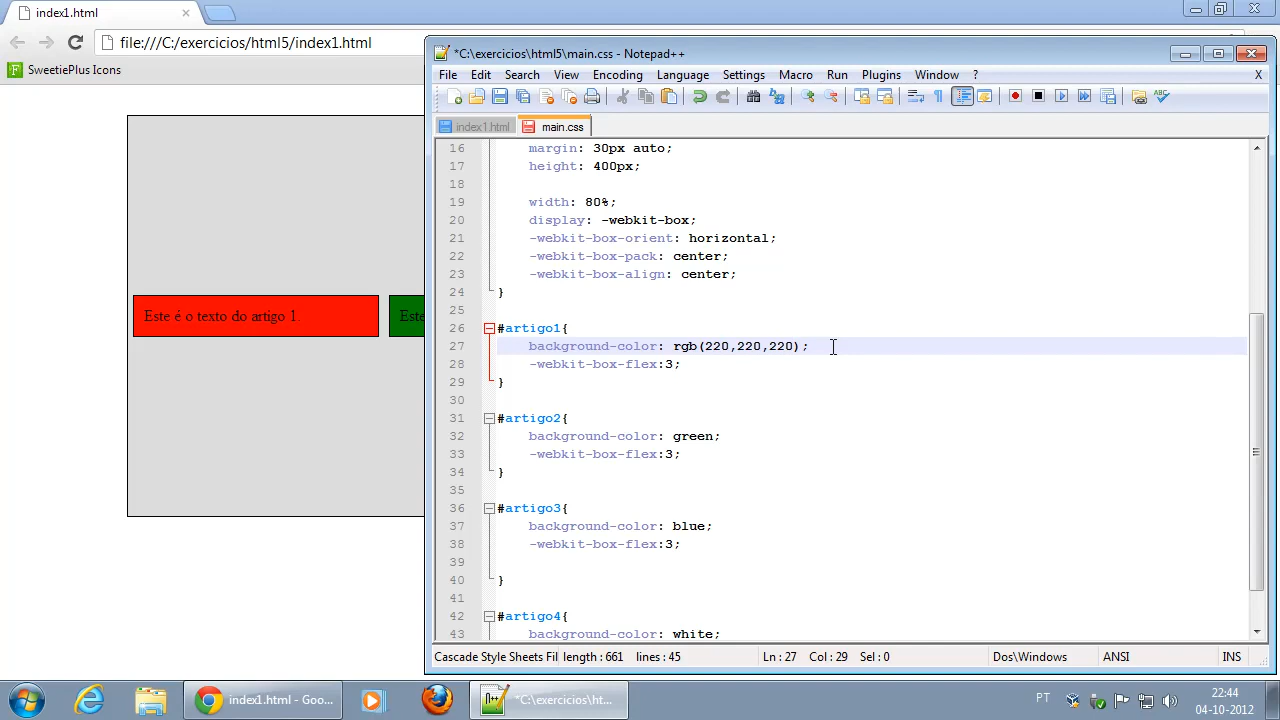 index1.html
file:///C:/exercicios/html5/index1.html
SweetiePlus Icons
Este é o texto do artigo 1.
Este
*C:\exercicios\html5\main.css - Notepad++
File Edit Search View Encoding Language Settings Macro Run Plugins Window ? X
index1.html main.css
16 margin: 30px auto;
17 height: 400px;
18
19 width: 80%;
20 display: -webkit-box;
21 -webkit-box-orient: horizontal;
22 -webkit-box-pack: center;
23 -webkit-box-align: center;
24 }
25
26 #artigo1{
27 background-color: rgb(220,220,220);
28 -webkit-box-flex:3;
29 }
30
31 #artigo2{
32 background-color: green;
33 -webkit-box-flex:3;
34 }
35
36 #artigo3{
37 background-color: blue;
38 -webkit-box-flex:3;
39
40 }
41
42 #artigo4{
43 background-color: white;
Cascade Style Sheets Fil length : 661 lines : 45 Ln : 27 Col : 29 Sel : 0 Dos\Windows ANSI INS
index1.html - Goo... *C:\exercicios\ht... PT 22:44
04-10-2012